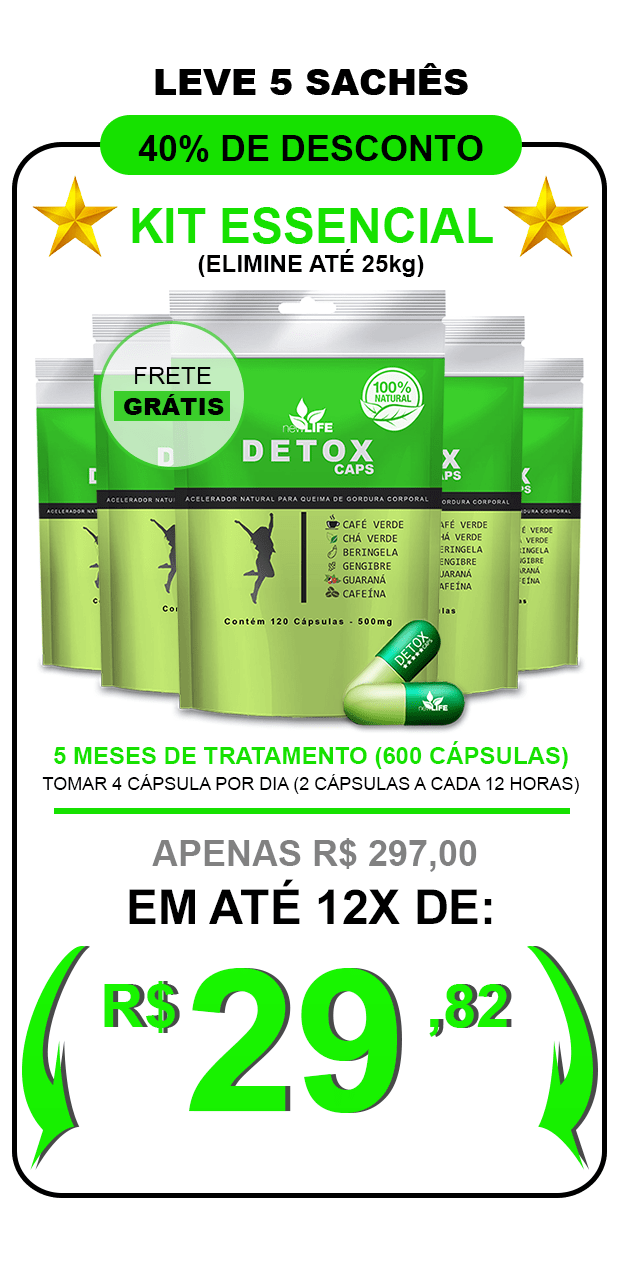 LEVE 5 SACHÊS
40% DE DESCONTO
KIT ESSENCIAL
(ELIMINE ATÉ 25kg)
FRETE
GRÁTIS
100%
NATURAL
newLIFE
DETOX
CAPS
ACELERADOR NATURAL PARA QUEIMA DE GORDURA CORPORAL
CAFÉ VERDE
CHÁ VERDE
BERINGELA
GENGIBRE
GUARANÁ
CAFEÍNA
Contém 120 Cápsulas - 500mg
DETOX
CAPS
newLIFE
5 MESES DE TRATAMENTO (600 CÁPSULAS)
TOMAR 4 CÁPSULA POR DIA (2 CÁPSULAS A CADA 12 HORAS)
APENAS R$ 297,00
EM ATÉ 12X DE:
R$ 29,82